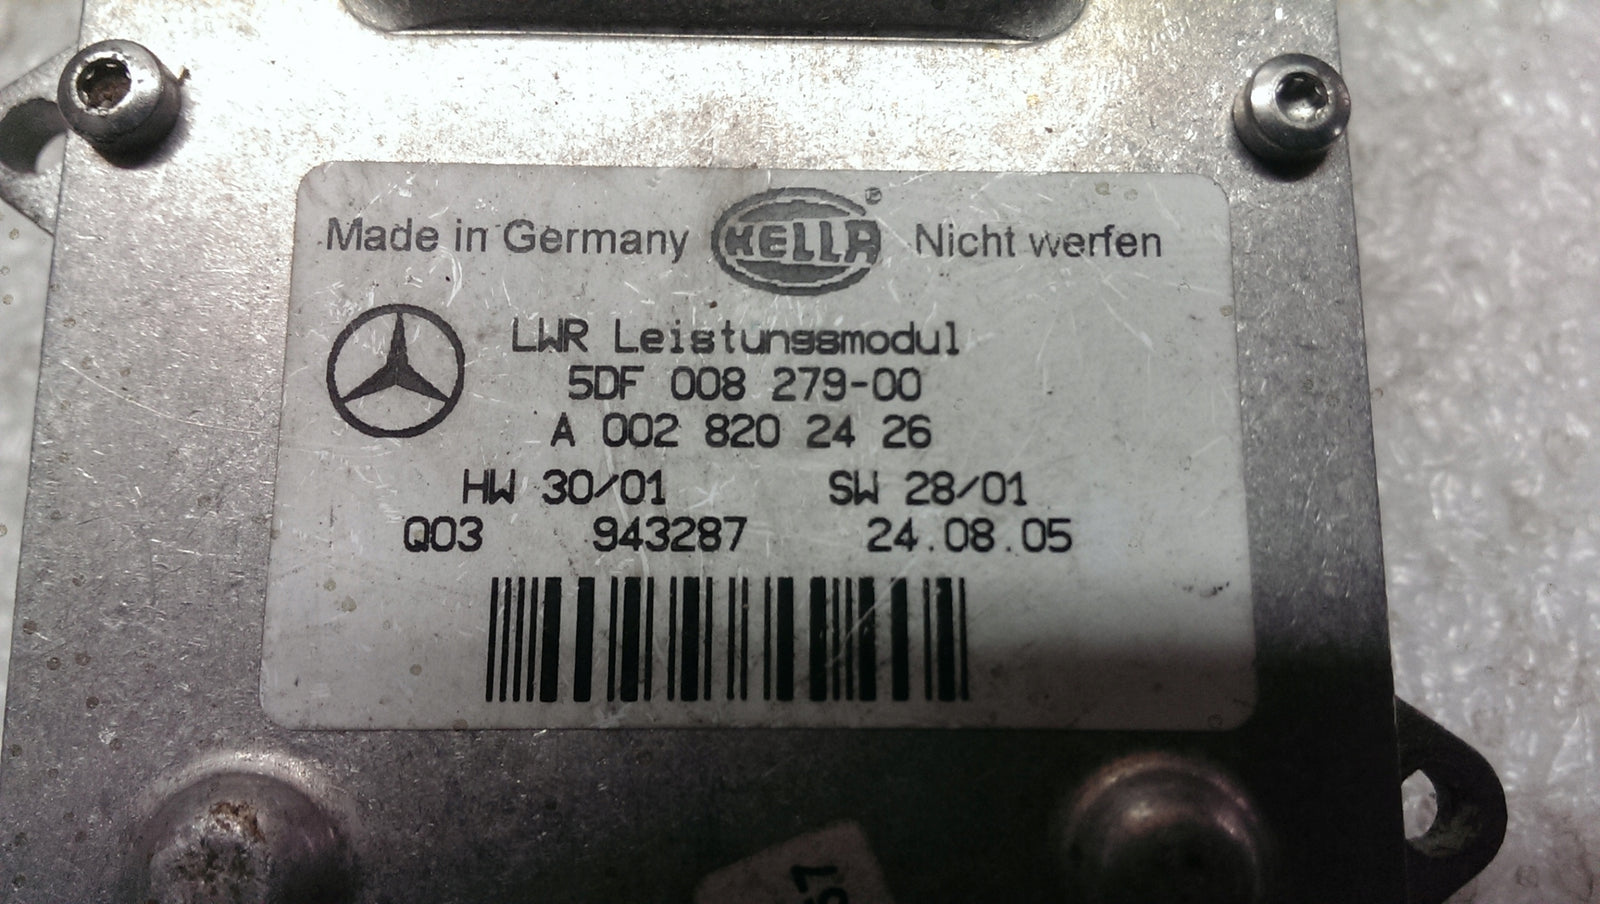 Made in Germany HELLA® Nicht werfen
LWR Leistungsmodul
5DF 008 279-00
A 002 820 24 26
HW 30/01 SW 28/01
Q03 943287 24.08.05